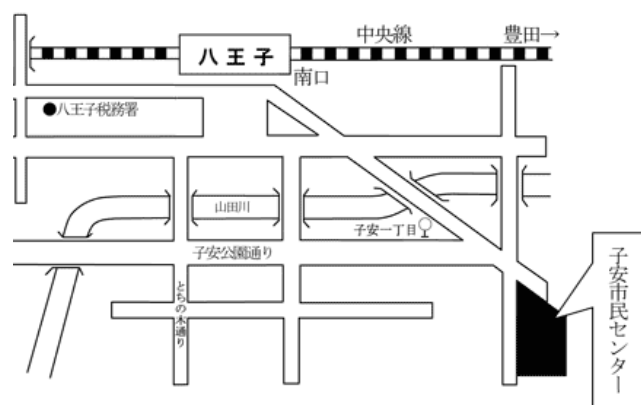 中央線
豊田→
八王子
南口
●八王子税務署
山田川
子安一丁目
子安公園通り
とちの木通り
子安市民センター